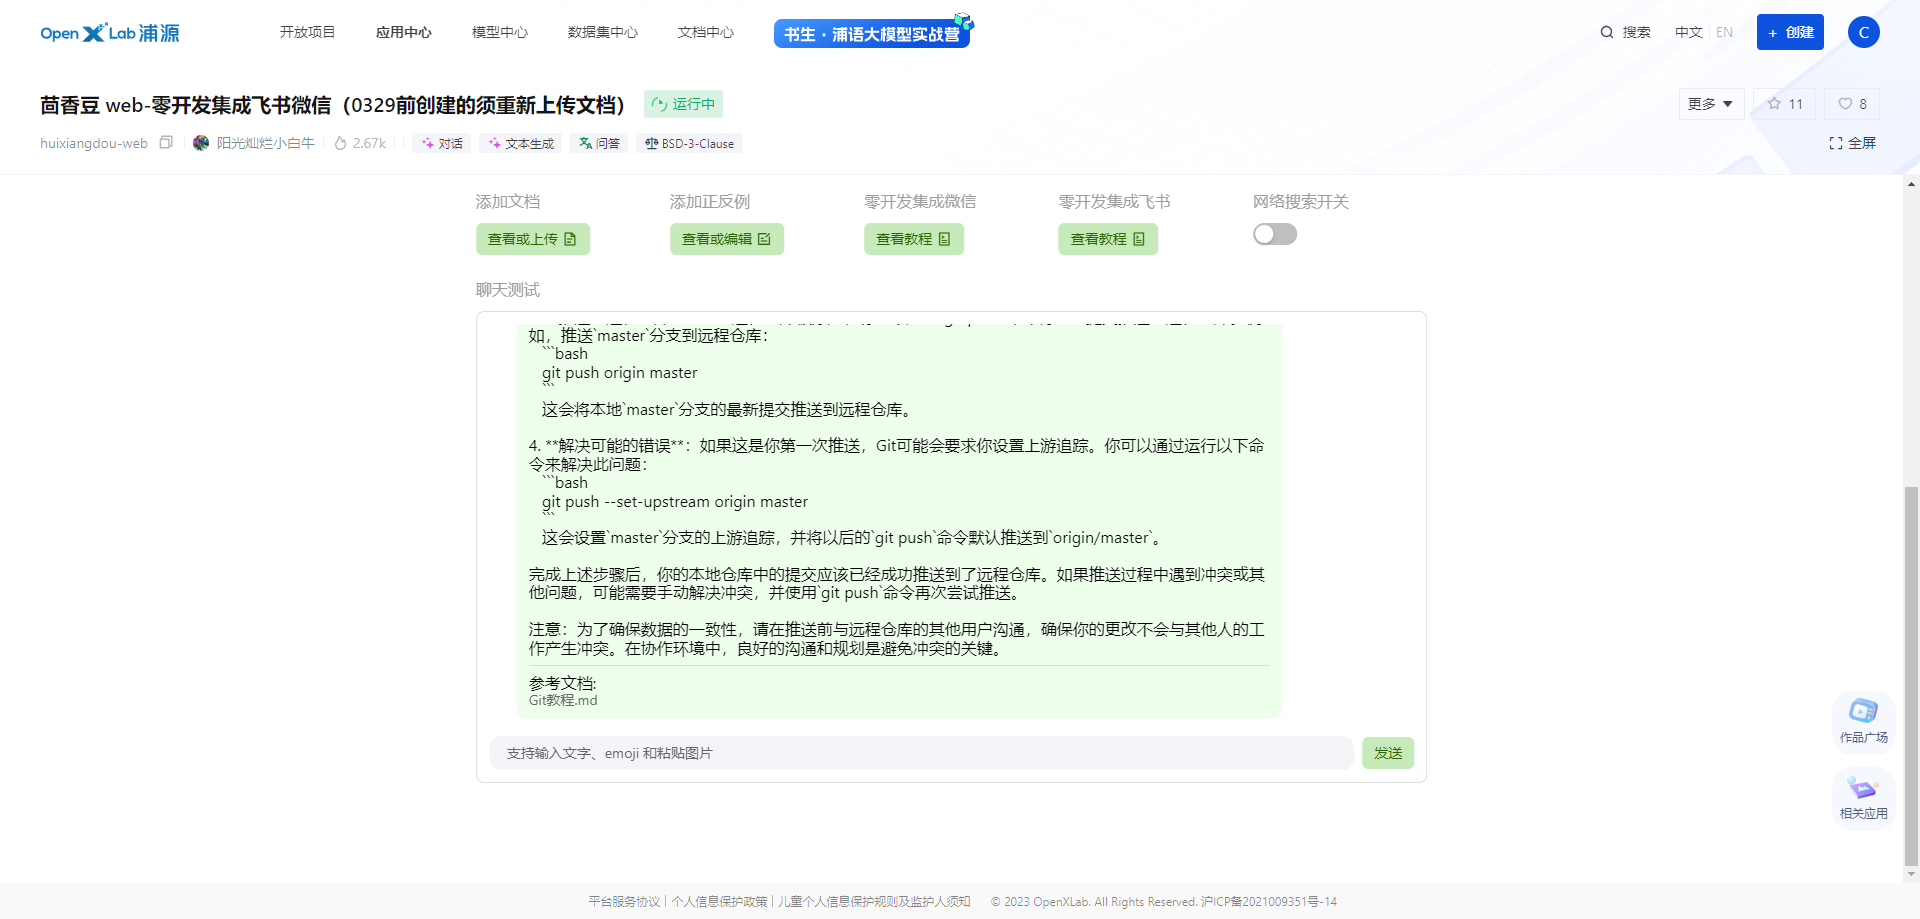 OpenXLab浦源
开放项目
应用中心
模型中心
数据集中心
文档中心
书生·浦语大模型实战营
搜索
中文 EN
+ 创建
C
茴香豆 web-零开发集成飞书微信（0329前创建的须重新上传文档）
运行中
更多
11
8
huixiangdou-web
阳光灿烂小白牛
2.67k
对话
文本生成
问答
BSD-3-Clause
全屏
添加文档
添加正反例
零开发集成微信
零开发集成飞书
网络搜索开关
查看或上传
查看或编辑
查看教程
查看教程
聊天测试
如，推送`master`分支到远程仓库：
```bash
git push origin master
```
这会将本地`master`分支的最新提交推送到远程仓库。
4. **解决可能的错误**：如果这是你第一次推送，Git可能会要求你设置上游追踪。你可以通过运行以下命
令来解决此问题：
```bash
git push --set-upstream origin master
```
这会设置`master`分支的上游追踪，并将以后的`git push`命令默认推送到`origin/master`。
完成上述步骤后，你的本地仓库中的提交应该已经成功推送到了远程仓库。如果推送过程中遇到冲突或其
他问题，可能需要手动解决冲突，并使用`git push`命令再次尝试推送。
注意：为了确保数据的一致性，请在推送前与远程仓库的其他用户沟通，确保你的更改不会与其他人的工
作产生冲突。在协作环境中，良好的沟通和规划是避免冲突的关键。
参考文档:
Git教程.md
支持输入文字、emoji 和粘贴图片
发送
作品广场
相关应用
平台服务协议 | 个人信息保护政策 | 儿童个人信息保护规则及监护人须知 © 2023 OpenXLab. All Rights Reserved. 沪ICP备2021009351号-14